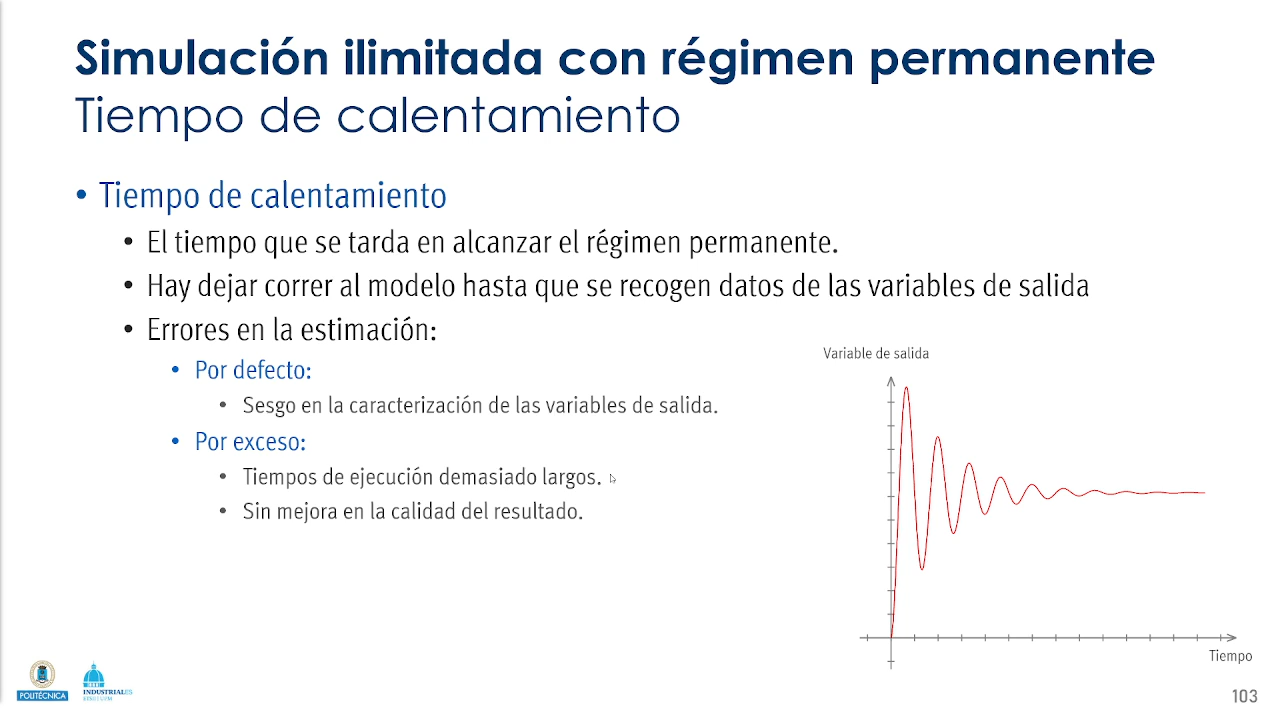 Simulación ilimitada con régimen permanente
Tiempo de calentamiento
• Tiempo de calentamiento
• El tiempo que se tarda en alcanzar el régimen permanente.
• Hay dejar correr al modelo hasta que se recogen datos de las variables de salida
• Errores en la estimación:
• Por defecto:
• Sesgo en la caracterización de las variables de salida.
• Por exceso:
• Tiempos de ejecución demasiado largos.
• Sin mejora en la calidad del resultado.
Variable de salida
Tiempo
POLITÉCNICA
INDUSTRIALES
103